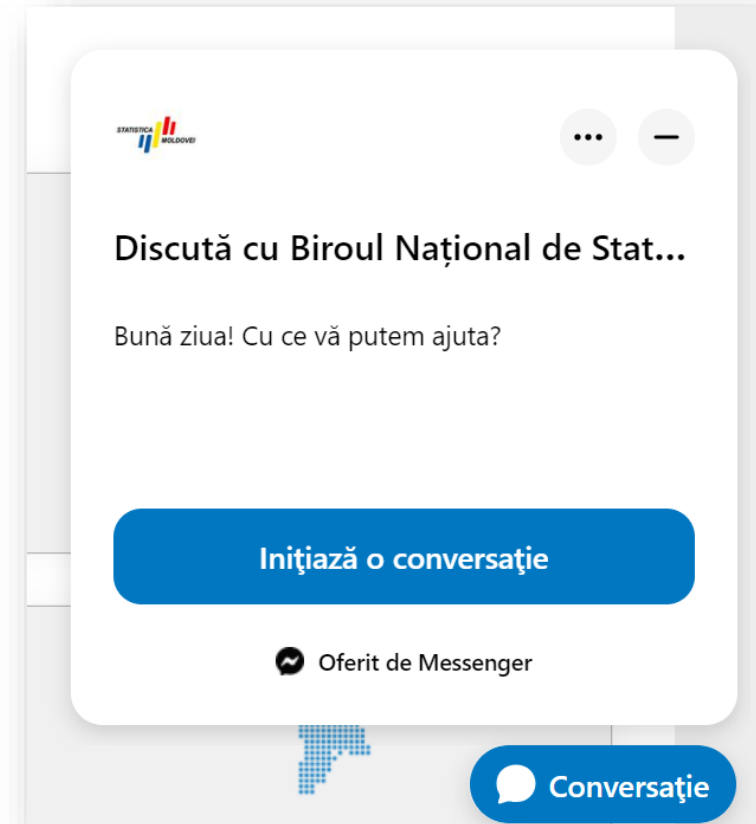 STATISTICA
MOLDOVEI
Discută cu Biroul Național de Stat...
Bună ziua! Cu ce vă putem ajuta?
Iniţiază o conversaţie
Oferit de Messenger
Conversaţie